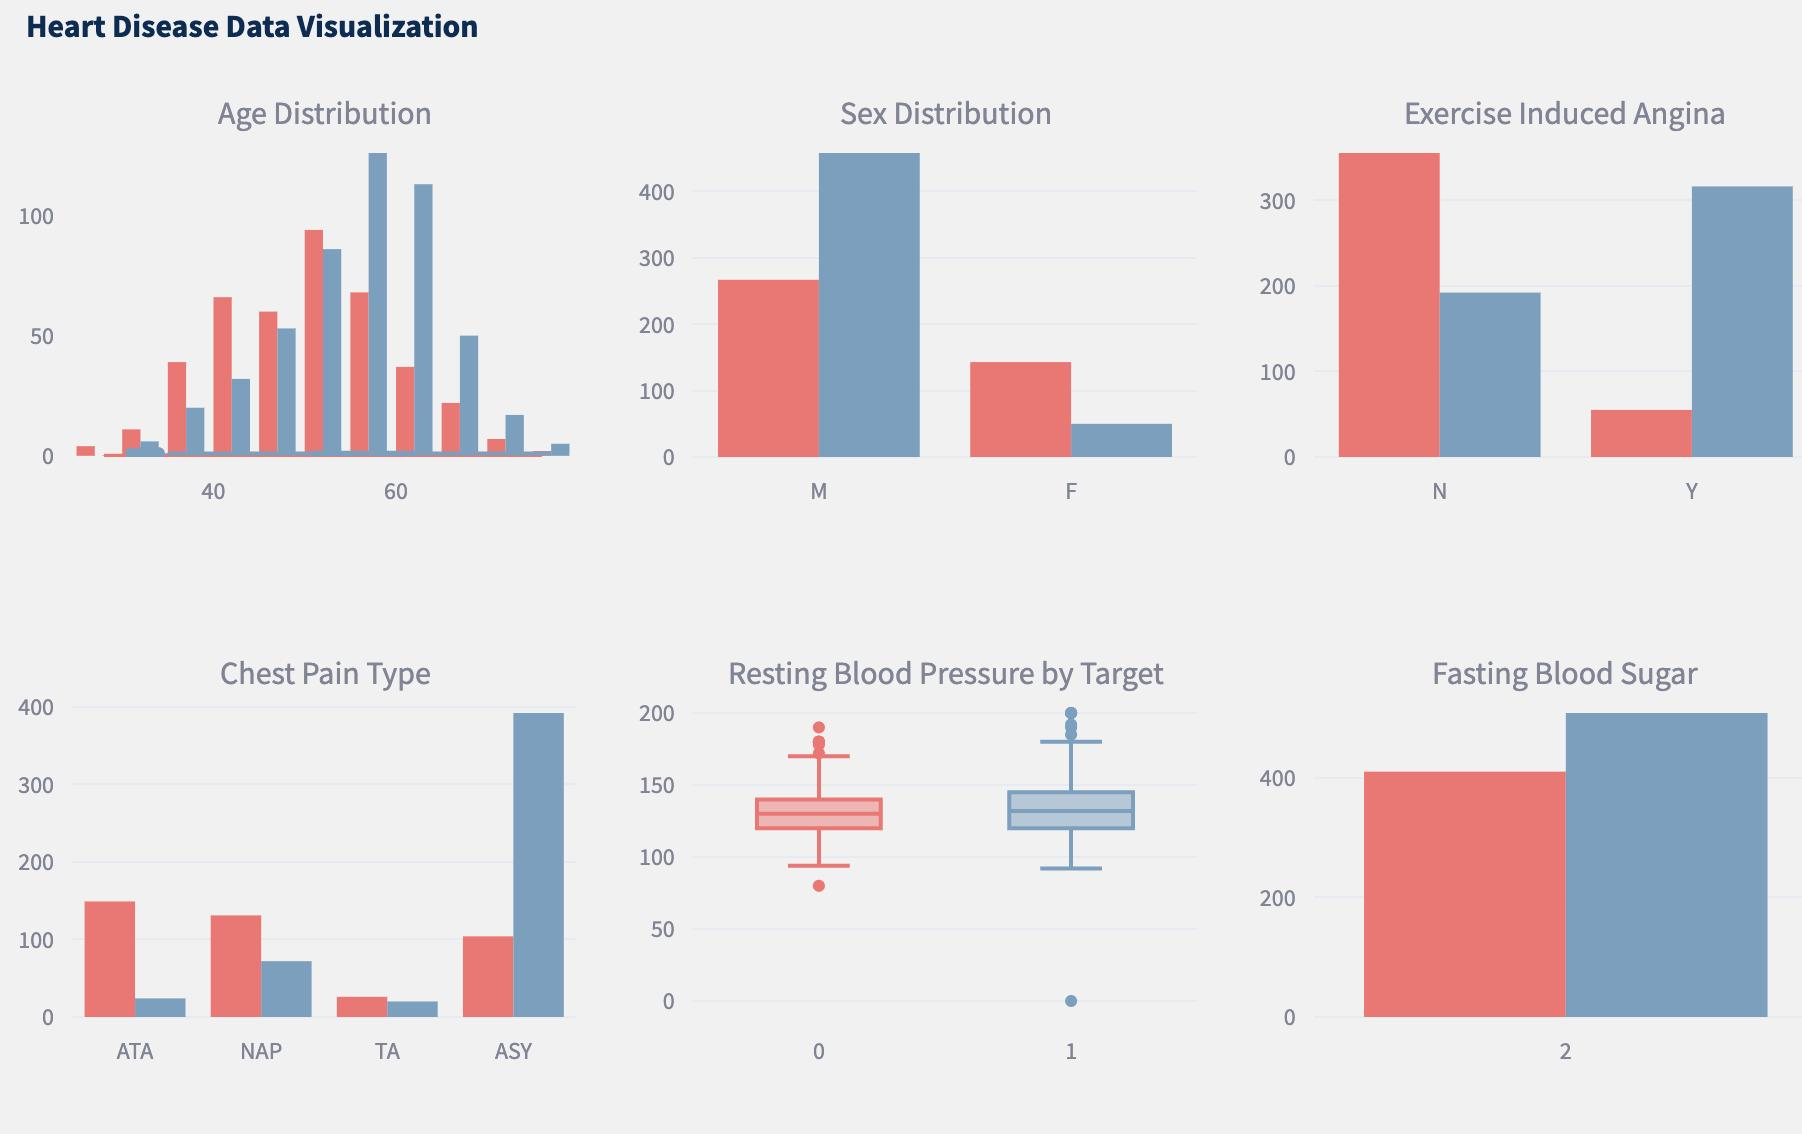 Heart Disease Data Visualization
Age Distribution
Sex Distribution
Exercise Induced Angina
100
50
0
40
60
400
300
200
100
0
M
F
300
200
100
0
N
Y
Chest Pain Type
Resting Blood Pressure by Target
Fasting Blood Sugar
400
300
200
100
0
ATA
NAP
TA
ASY
200
150
100
50
0
0
1
400
200
0
2